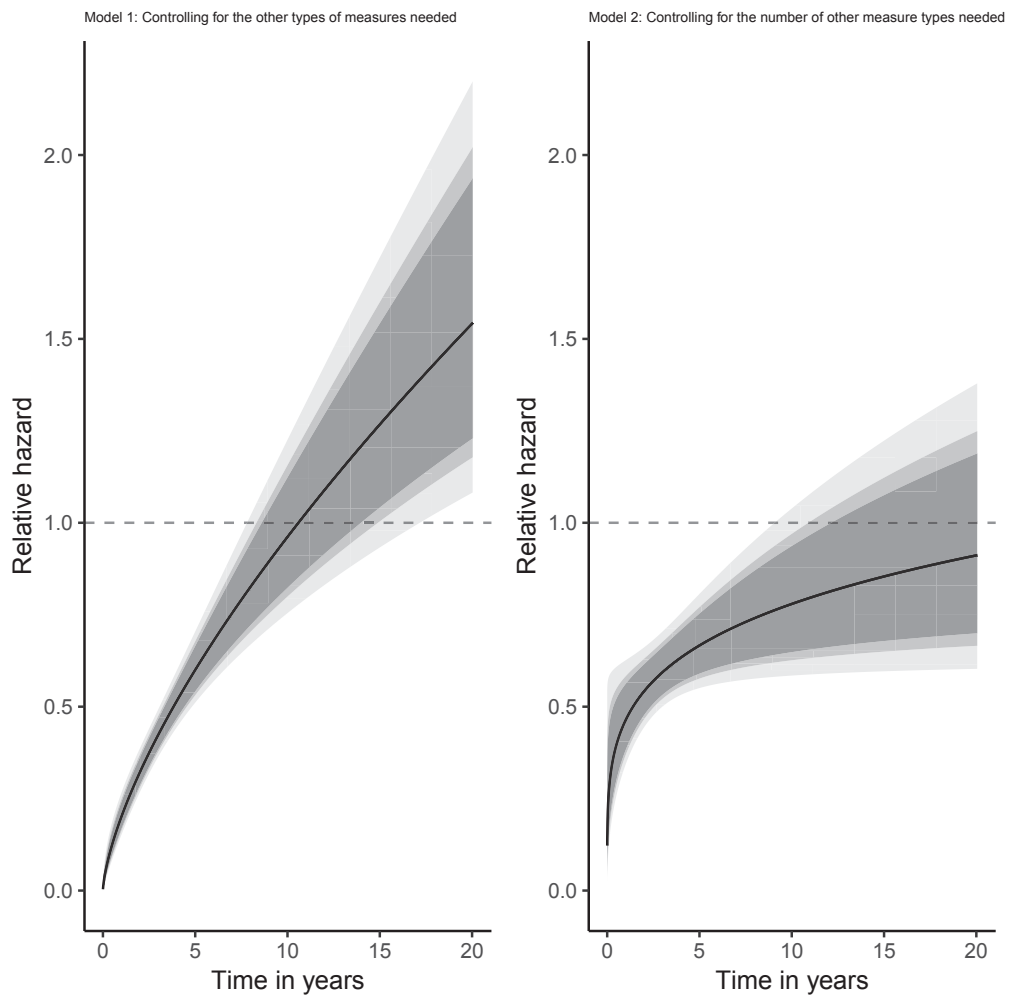 Model 1: Controlling for the other types of measures needed
Relative hazard
2.0
1.5
1.0
0.5
0.0
0 5 10 15 20
Time in years
Model 2: Controlling for the number of other measure types needed
Relative hazard
2.0
1.5
1.0
0.5
0.0
0 5 10 15 20
Time in years